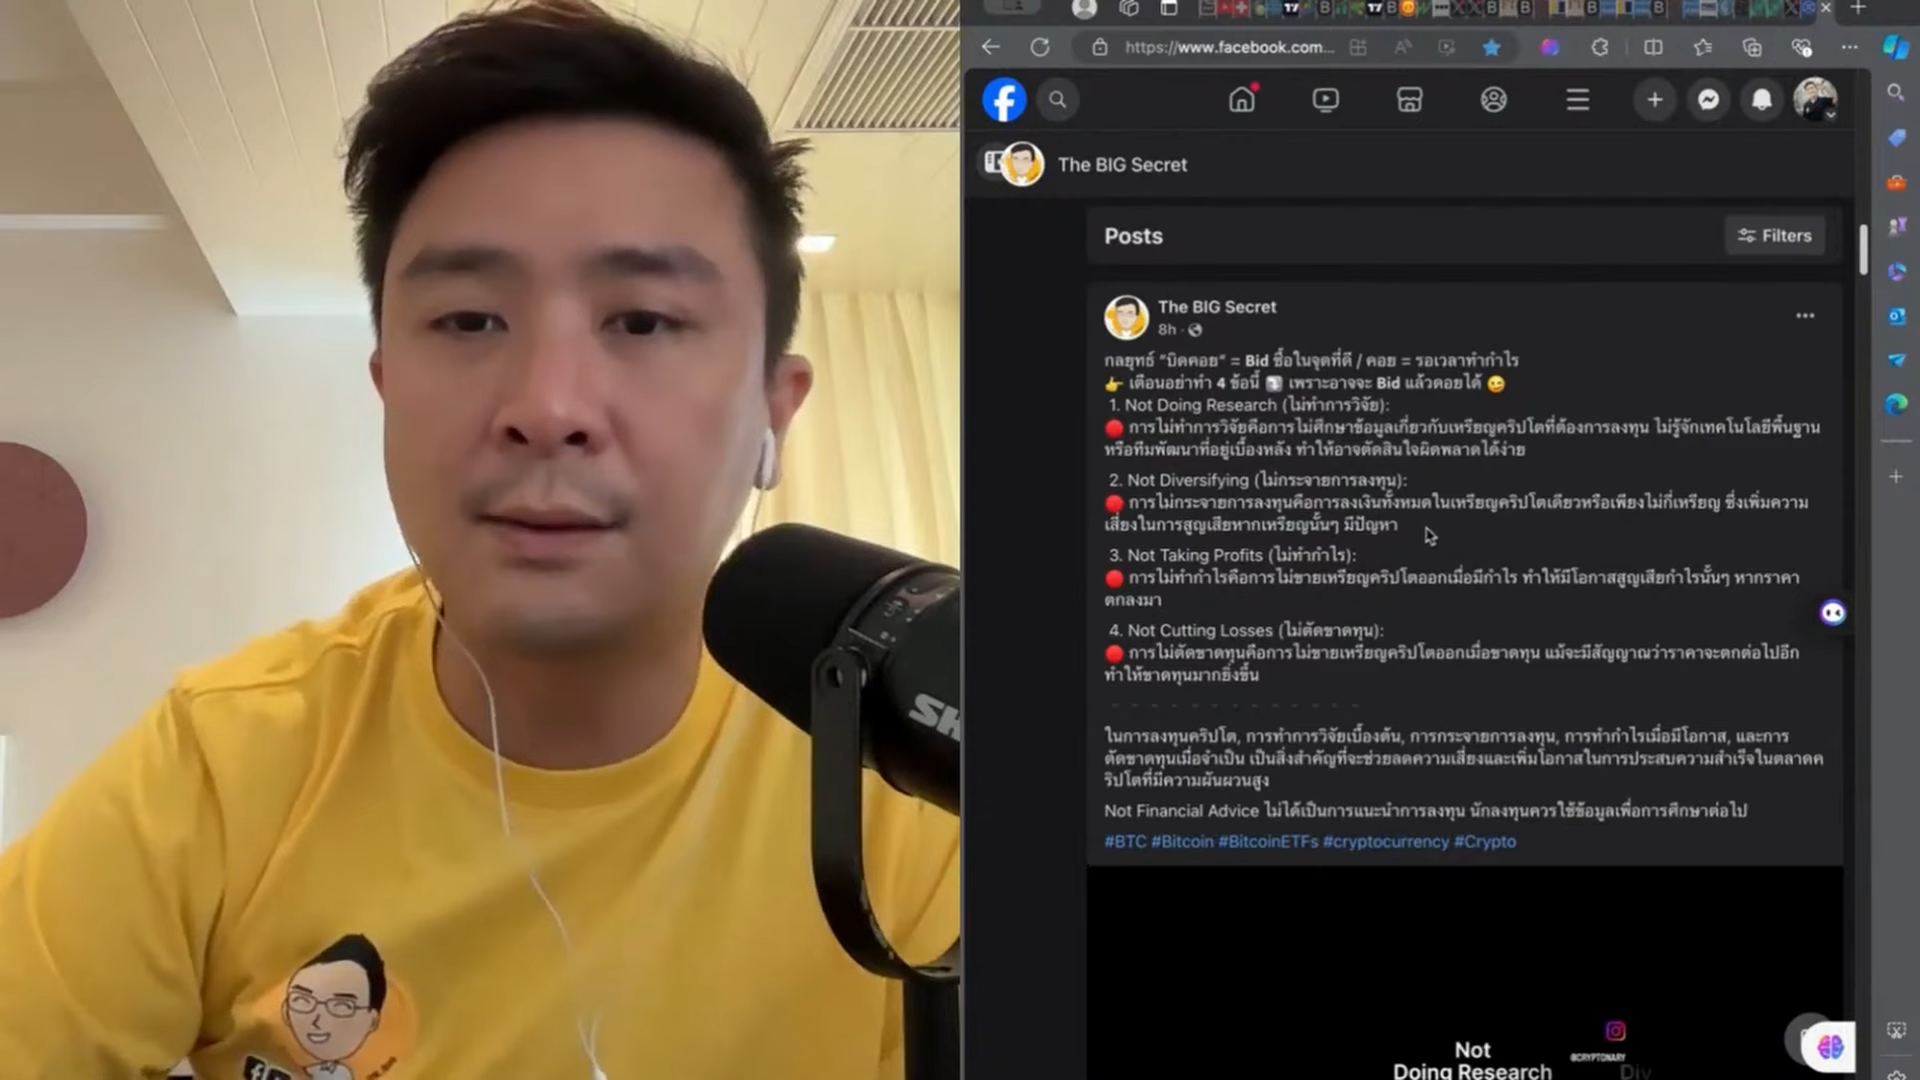 https://www.facebook.com...
The BIG Secret
Posts
Filters
The BIG Secret
8h
กลยุทธ์ “บิดคอย“ = Bid ซื้อในจุดที่ดี / คอย = รอเวลาทำกำไร
👉 เตือนอย่าทำ 4 ข้อนี้ ⤵️ เพราะอาจจะ Bid แล้วดอยได้ 😅
1. Not Doing Research (ไม่ทำการวิจัย):
🔴 การไม่ทำการวิจัยคือการไม่ศึกษาข้อมูลเกี่ยวกับเหรียญคริปโตที่ต้องการลงทุน ไม่รู้จักเทคโนโลยีพื้นฐาน
หรือทีมพัฒนาที่อยู่เบื้องหลัง ทำให้อาจตัดสินใจผิดพลาดได้ง่าย
2. Not Diversifying (ไม่กระจายการลงทุน):
🔴 การไม่กระจายการลงทุนคือการลงเงินทั้งหมดในเหรียญคริปโตเดียวหรือเพียงไม่กี่เหรียญ ซึ่งเพิ่มความ
เสี่ยงในการสูญเสียหากเหรียญนั้นๆ มีปัญหา
3. Not Taking Profits (ไม่ทำกำไร):
🔴 การไม่ทำกำไรคือการไม่ขายเหรียญคริปโตออกเมื่อมีกำไร ทำให้มีโอกาสสูญเสียกำไรนั้นๆ หากราคา
ตกลงมา
4. Not Cutting Losses (ไม่ตัดขาดทุน):
🔴 การไม่ตัดขาดทุนคือการไม่ขายเหรียญคริปโตออกเมื่อขาดทุน แม้จะมีสัญญาณว่าราคาจะตกต่อไปอีก
ทำให้ขาดทุนมากยิ่งขึ้น
- - - - - - - - - - - - -
ในการลงทุนคริปโต, การทำการวิจัยเบื้องต้น, การกระจายการลงทุน, การทำกำไรเมื่อมีโอกาส, และการ
ตัดขาดทุนเมื่อจำเป็น เป็นสิ่งสำคัญที่จะช่วยลดความเสี่ยงและเพิ่มโอกาสในการประสบความสำเร็จในตลาดค
ริปโตที่มีความผันผวนสูง
Not Financial Advice ไม่ได้เป็นการแนะนำการลงทุน นักลงทุนควรใช้ข้อมูลเพื่อการศึกษาต่อไป
#BTC #Bitcoin #BitcoinETFs #cryptocurrency #Crypto
Not
Doing Research
@CRYPTONARY
Div
SH